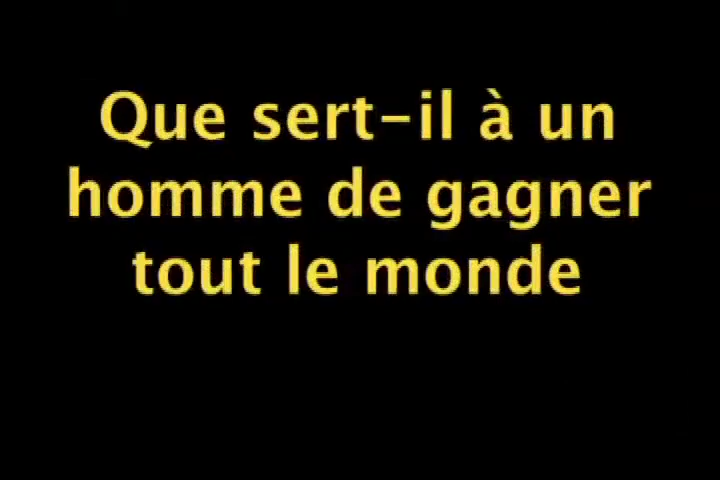 Que sert-il à un
homme de gagner
tout le monde